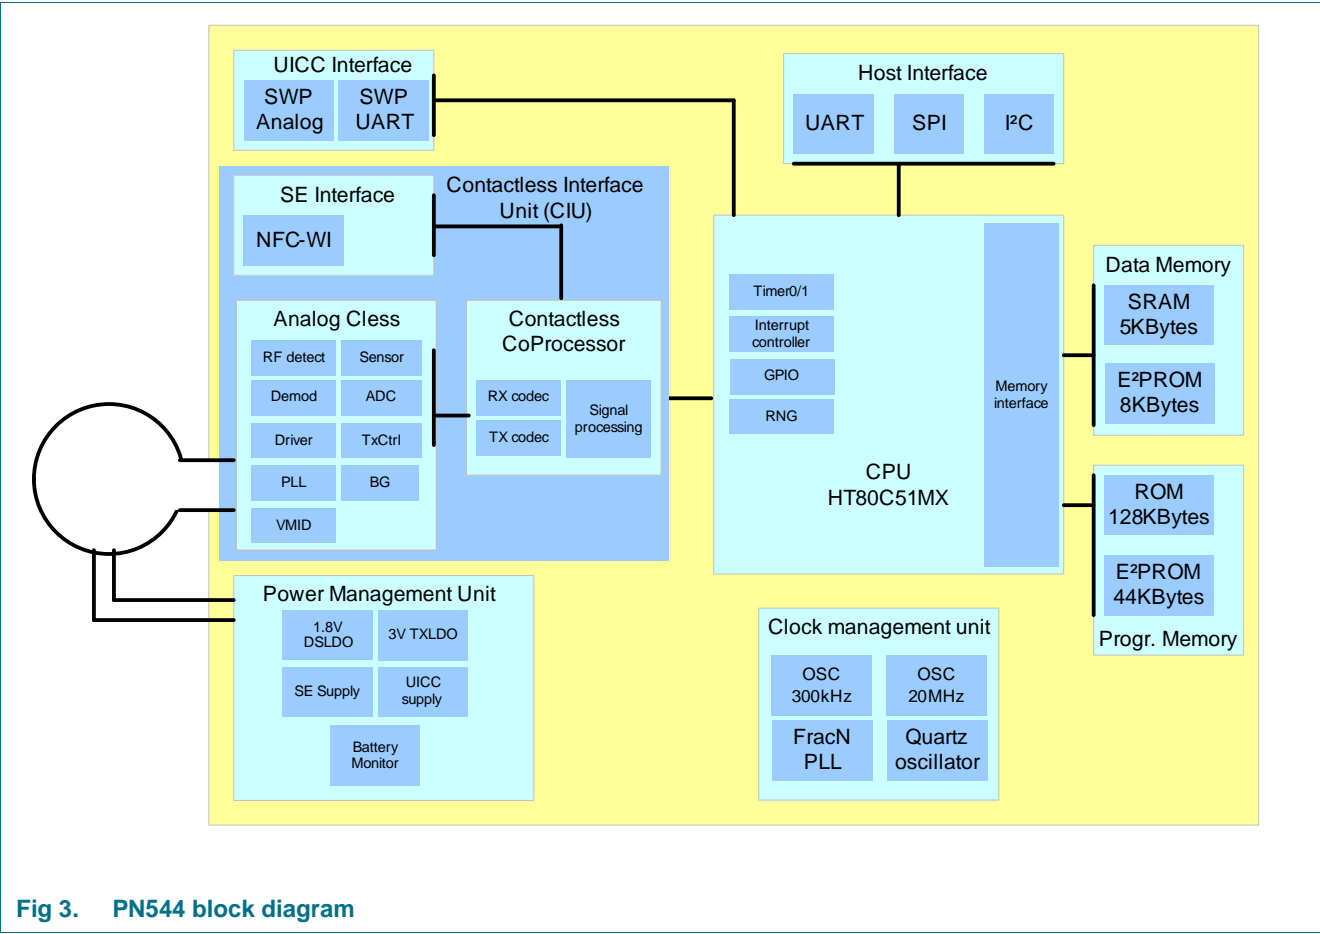 UICC Interface
SWP
Analog
SWP
UART
Host Interface
UART
SPI
I²C
SE Interface
NFC-WI
Contactless Interface
Unit (CIU)
Analog Cless
RF detect
Sensor
Demod
ADC
Driver
TxCtrl
PLL
BG
VMID
Contactless
CoProcessor
RX codec
TX codec
Signal
processing
Timer0/1
Interrupt
controller
GPIO
RNG
CPU
HT80C51MX
Memory
interface
Data Memory
SRAM
5KBytes
E²PROM
8KBytes
ROM
128KBytes
E²PROM
44KBytes
Progr. Memory
Power Management Unit
1.8V
DSLDO
3V TXLDO
SE Supply
UICC
supply
Battery
Monitor
Clock management unit
OSC
300kHz
OSC
20MHz
FracN
PLL
Quartz
oscillator
Fig 3. PN544 block diagram